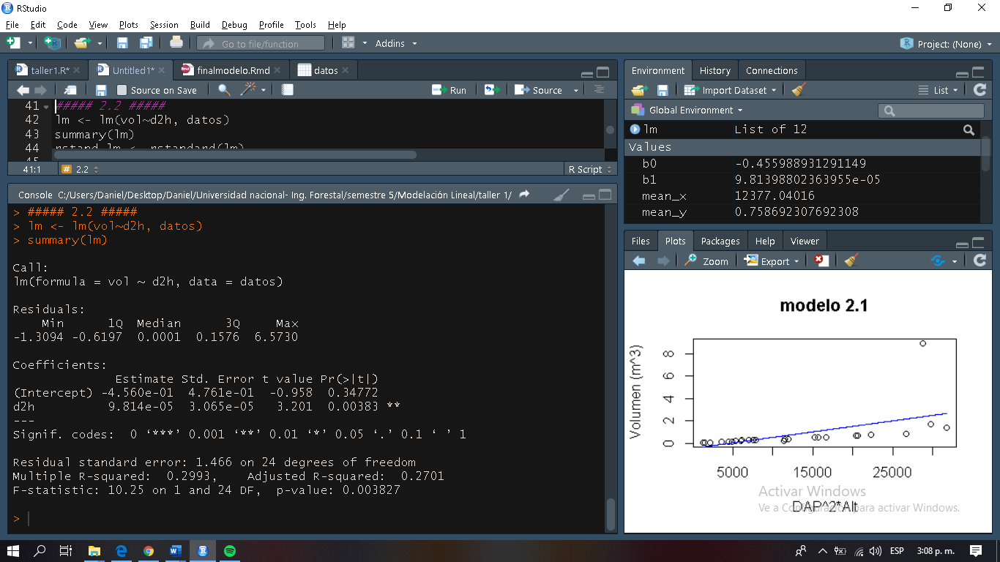 RStudio
File Edit Code View Plots Session Build Debug Profile Tools Help
Go to file/function Addins Project: (None)
taller1.R* Untitled1* finalmodelo.Rmd datos
Source on Save Run Source
41 ##### 2.2 #####
42 lm <- lm(vol~d2h, datos)
43 summary(lm)
44 rstand_lm <- rstandard(lm)
45
41:1 # 2.2 R Script
Console C:/Users/Daniel/Desktop/Daniel/Universidad nacional- Ing. Forestal/semestre 5/Modelación Lineal/taller 1/
> ##### 2.2 #####
> lm <- lm(vol~d2h, datos)
> summary(lm)
Call:
lm(formula = vol ~ d2h, data = datos)
Residuals:
Min 1Q Median 3Q Max
-1.3094 -0.6197 0.0001 0.1576 6.5730
Coefficients:
Estimate Std. Error t value Pr(>|t|)
(Intercept) -4.560e-01 4.761e-01 -0.958 0.34772
d2h 9.814e-05 3.065e-05 3.201 0.00383 **
---
Signif. codes: 0 ‘***’ 0.001 ‘**’ 0.01 ‘*’ 0.05 ‘.’ 0.1 ‘ ’ 1
Residual standard error: 1.466 on 24 degrees of freedom
Multiple R-squared: 0.2993, Adjusted R-squared: 0.2701
F-statistic: 10.25 on 1 and 24 DF, p-value: 0.003827
>
Environment History Connections
Import Dataset List
Global Environment
lm List of 12
Values
b0 -0.455988931291149
b1 9.81398802363955e-05
mean_x 12377.04016
mean_y 0.758692307692308
Files Plots Packages Help Viewer
Zoom Export
modelo 2.1
Volumen (m^3)
8
6
4
2
0
5000 15000 25000
DAP^2*Alt
Activar Windows
Ve a Configuración para activar Windows.
ESP 3:08 p. m.